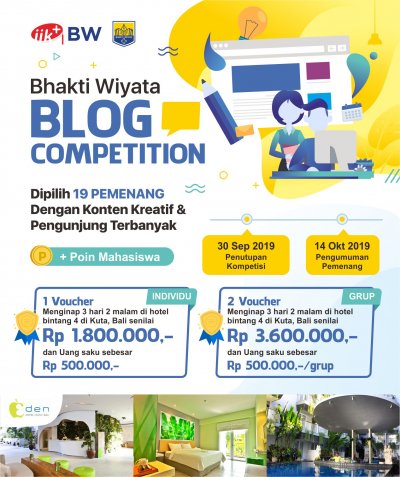 iik+ BW
Bhakti Wiyata
BLOG
COMPETITION
Dipilih 19 PEMENANG
Dengan Konten Kreatif &
Pengunjung Terbanyak
P + Poin Mahasiswa
30 Sep 2019
Penutupan
Kompetisi
14 Okt 2019
Pengumuman
Pemenang
INDIVIDU
1 Voucher
Menginap 3 hari 2 malam di hotel
bintang 4 di Kuta, Bali senilai
Rp 1.800.000,-
dan Uang saku sebesar
Rp 500.000,-
GRUP
2 Voucher
Menginap 3 hari 2 malam di hotel
bintang 4 di Kuta, Bali senilai
Rp 3.600.000,-
dan Uang saku sebesar
Rp 500.000,-/grup
eden